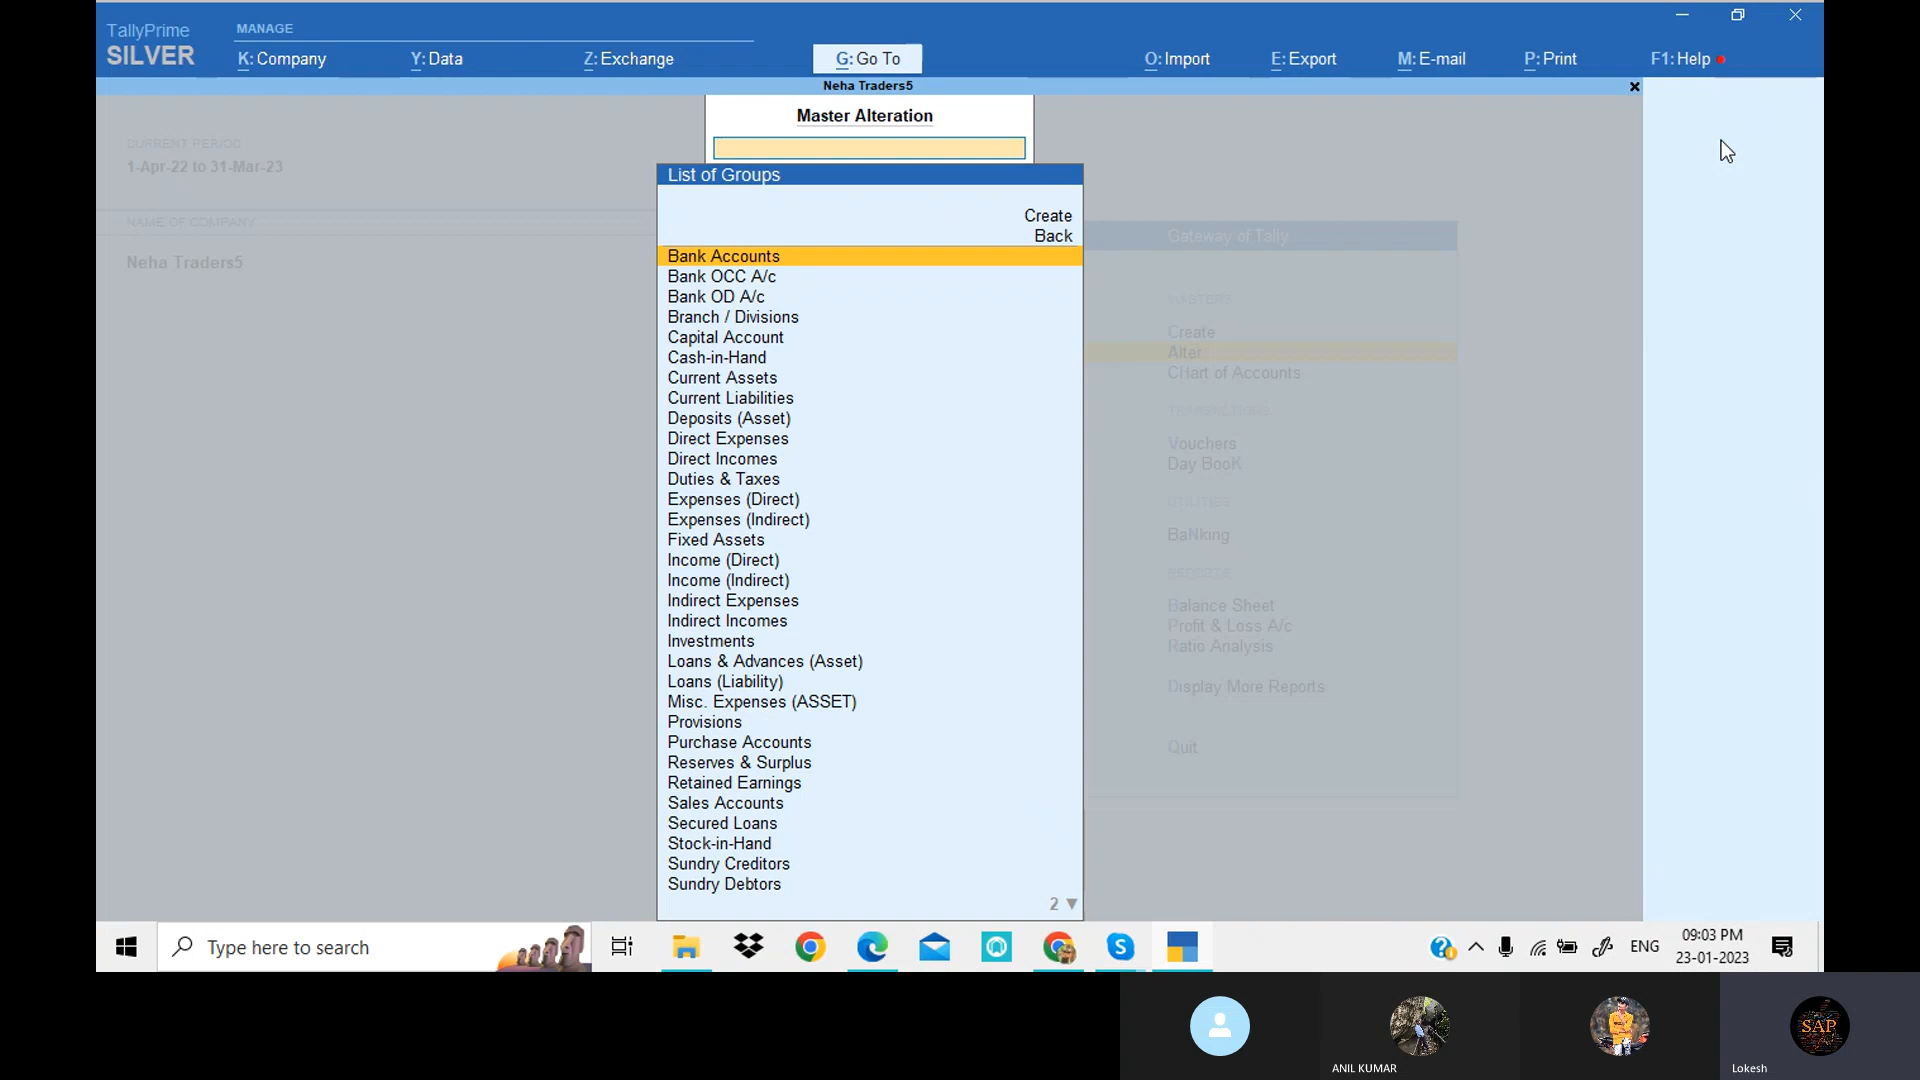 TallyPrime
SILVER
MANAGE
K: Company
Y: Data
Z: Exchange
G: Go To
O: Import
E: Export
M: E-mail
P: Print
F1: Help
Neha Traders5
CURRENT PERIOD
1-Apr-22 to 31-Mar-23
NAME OF COMPANY
Neha Traders5
Master Alteration
List of Groups
Create
Back
Bank Accounts
Bank OCC A/c
Bank OD A/c
Branch / Divisions
Capital Account
Cash-in-Hand
Current Assets
Current Liabilities
Deposits (Asset)
Direct Expenses
Direct Incomes
Duties & Taxes
Expenses (Direct)
Expenses (Indirect)
Fixed Assets
Income (Direct)
Income (Indirect)
Indirect Expenses
Indirect Incomes
Investments
Loans & Advances (Asset)
Loans (Liability)
Misc. Expenses (ASSET)
Provisions
Purchase Accounts
Reserves & Surplus
Retained Earnings
Sales Accounts
Secured Loans
Stock-in-Hand
Sundry Creditors
Sundry Debtors
2
Gateway of Tally
MASTERS
Create
Alter
CHart of Accounts
TRANSACTIONS
Vouchers
Day BooK
UTILITIES
BaNking
REPORTS
Balance Sheet
Profit & Loss A/c
Ratio Analysis
Display More Reports
Quit
Type here to search
ENG
09:03 PM
23-01-2023
ANIL KUMAR
SAP
Lokesh